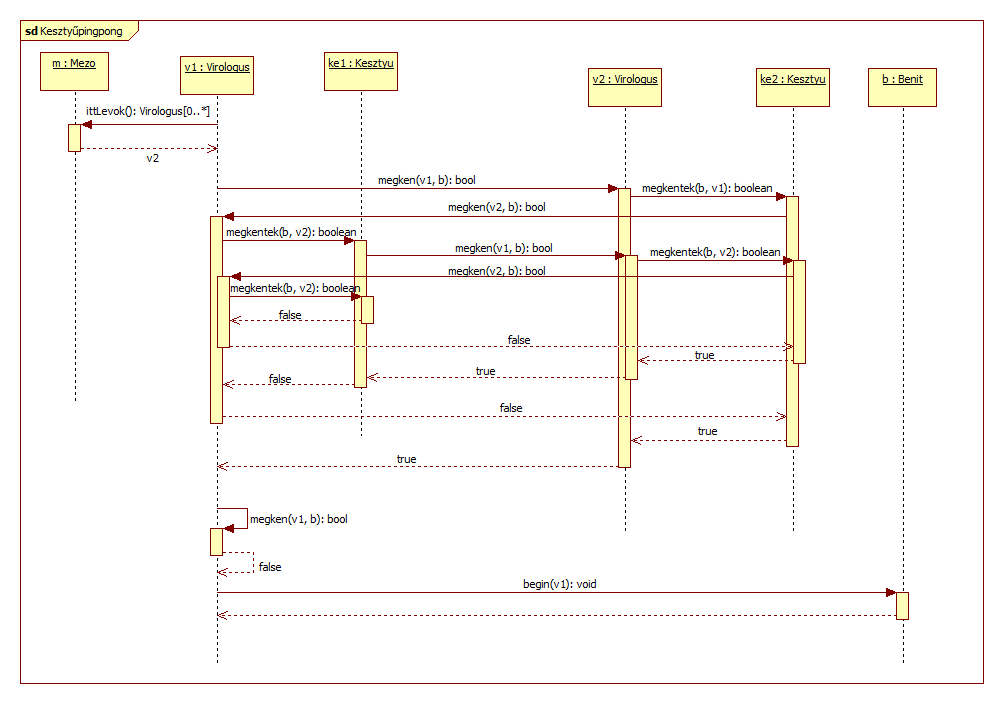 sd Kesztyűpingpong
m : Mezo
v1 : Virologus
ke1 : Kesztyu
v2 : Virologus
ke2 : Kesztyu
b : Benit
ittLevok(): Virologus[0..*]
v2
megken(v1, b): bool
megkentek(b, v1): boolean
megken(v2, b): bool
megkentek(b, v2): boolean
megken(v1, b): bool
megkentek(b, v2): boolean
megken(v2, b): bool
megkentek(b, v2): boolean
false
false
true
true
false
false
true
true
megken(v1, b): bool
false
begin(v1): void